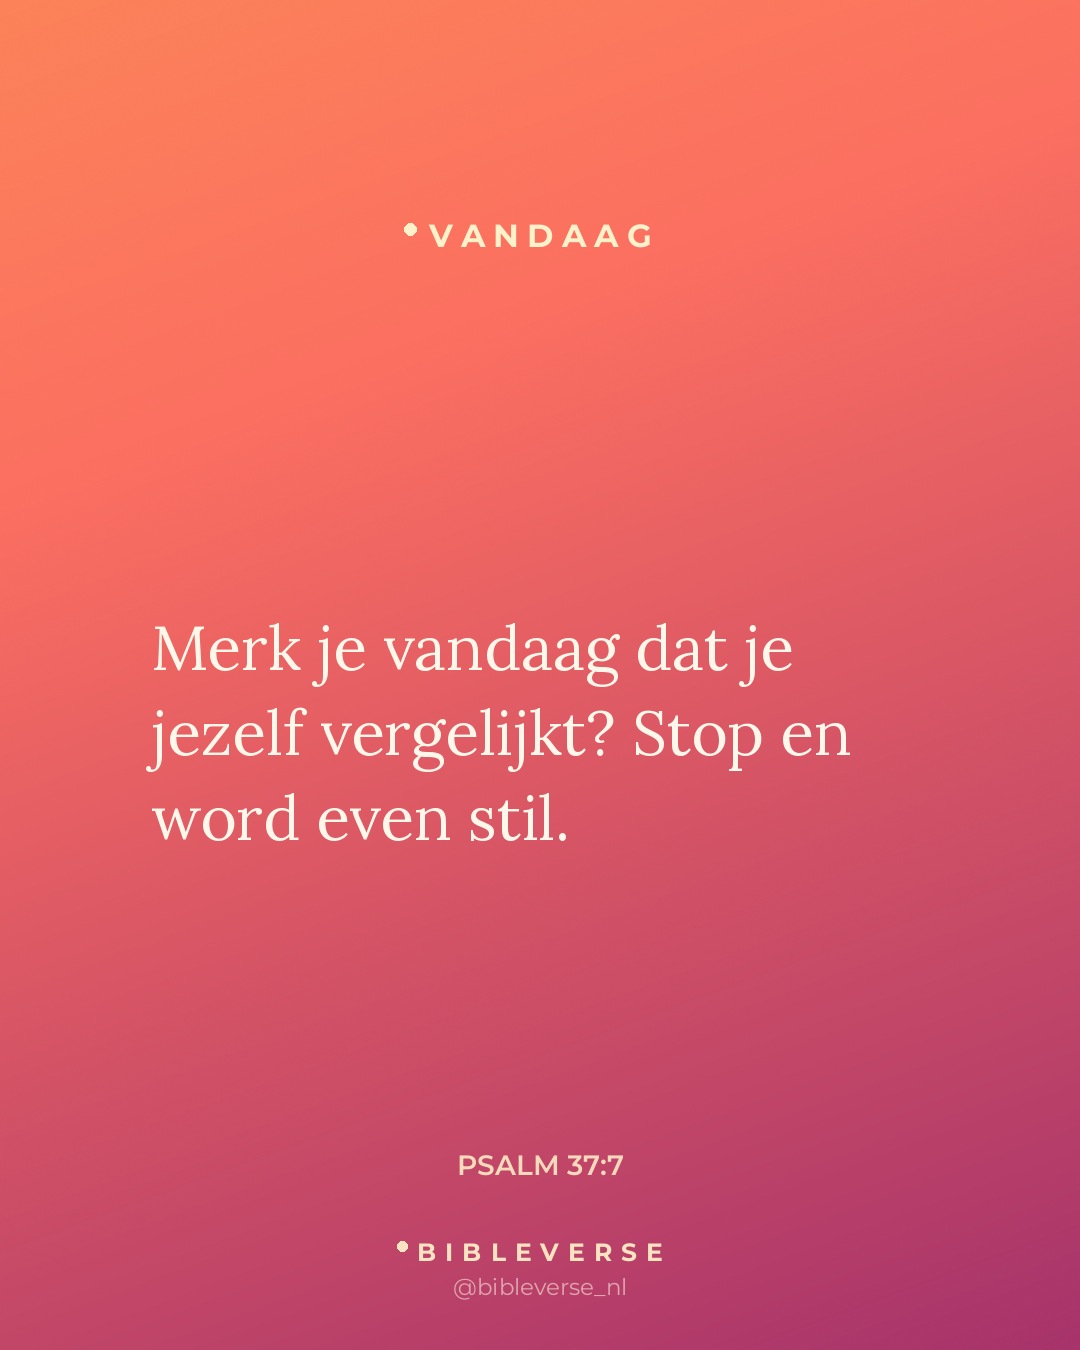 VANDAAG
Merk je vandaag dat je
jezelf vergelijkt? Stop en
word even stil.
PSALM 37:7
BIBLEVERSE
@bibleverse_nl